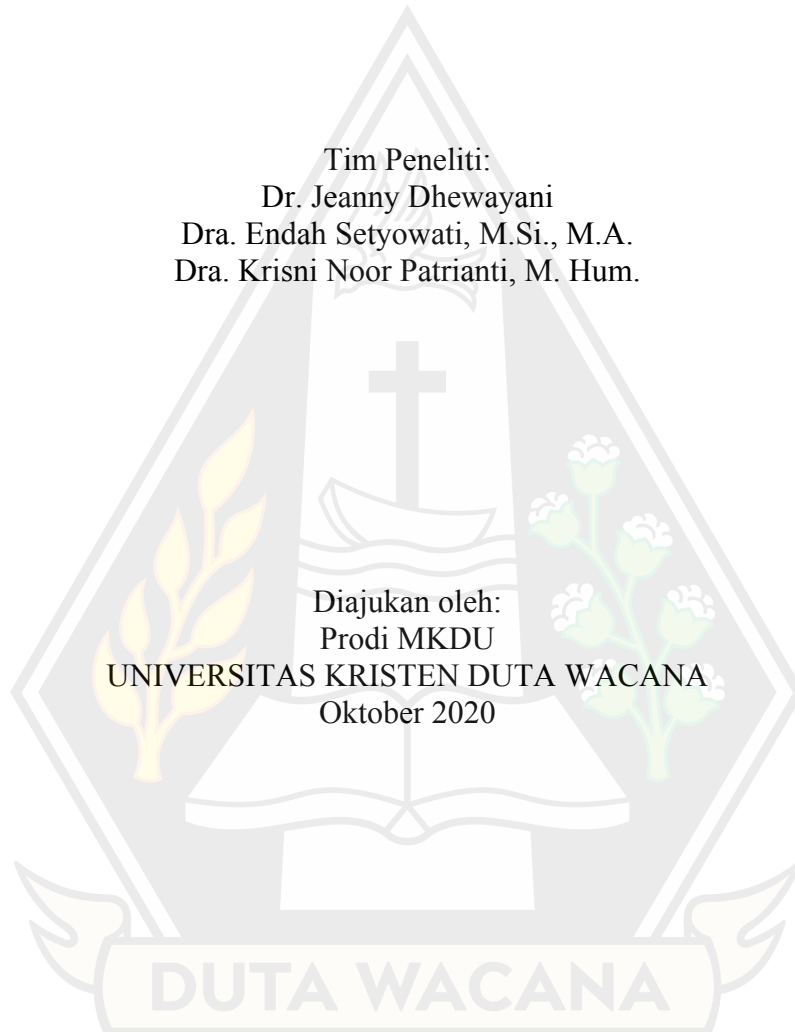 Tim Peneliti:
Dr. Jeanny Dhewayani
Dra. Endah Setyowati, M.Si., M.A.
Dra. Krisni Noor Patrianti, M. Hum.
Diajukan oleh:
Prodi MKDU
UNIVERSITAS KRISTEN DUTA WACANA
Oktober 2020
DUTA WACANA